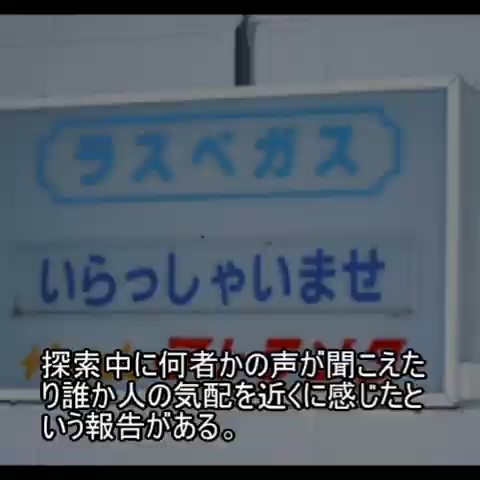 ラスベガス
いらっしゃいませ
探索中に何者かの声が聞こえた
り誰か人の気配を近くに感じたと
いう報告がある。